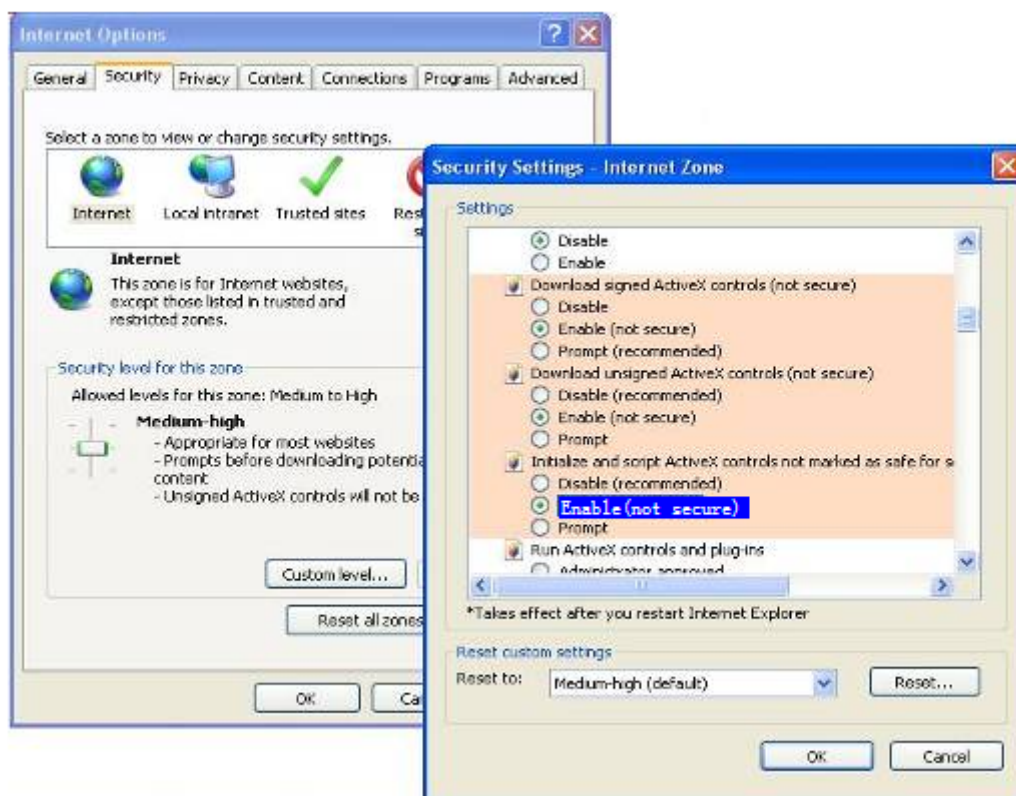 Internet Options
General Security Privacy Content Connections Programs Advanced
Select a zone to view or change security settings.
Internet Local intranet Trusted sites
Internet
This zone is for Internet websites,
except those listed in trusted and
restricted zones.
Security level for this zone
Allowed levels for this zone: Medium to High
Medium-high
- Appropriate for most websites
- Prompts before downloading
content
- Unsigned ActiveX controls will not be
Custom level...
Reset all zones
OK
Security Settings - Internet Zone
Settings
Disable
Enable
Download signed ActiveX controls (not secure)
Disable
Enable (not secure)
Prompt (recommended)
Download unsigned ActiveX controls (not secure)
Disable (recommended)
Enable (not secure)
Prompt
Initialize and script ActiveX controls not marked as safe for s
Disable (recommended)
Enable(not secure)
Prompt
Run ActiveX controls and plug-ins
Administrator approved
*Takes effect after you restart Internet Explorer
Reset custom settings
Reset to: Medium-high (default) Reset...
OK Cancel